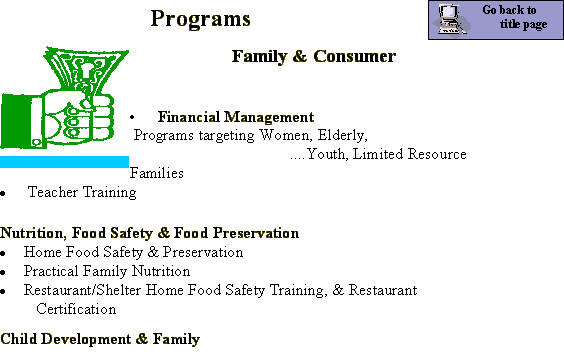 Programs
Go back to
title page
Family & Consumer
• Financial Management
Programs targeting Women, Elderly,
....Youth, Limited Resource
Families
• Teacher Training
Nutrition, Food Safety & Food Preservation
• Home Food Safety & Preservation
• Practical Family Nutrition
• Restaurant/Shelter Home Food Safety Training, & Restaurant
Certification
Child Development & Family